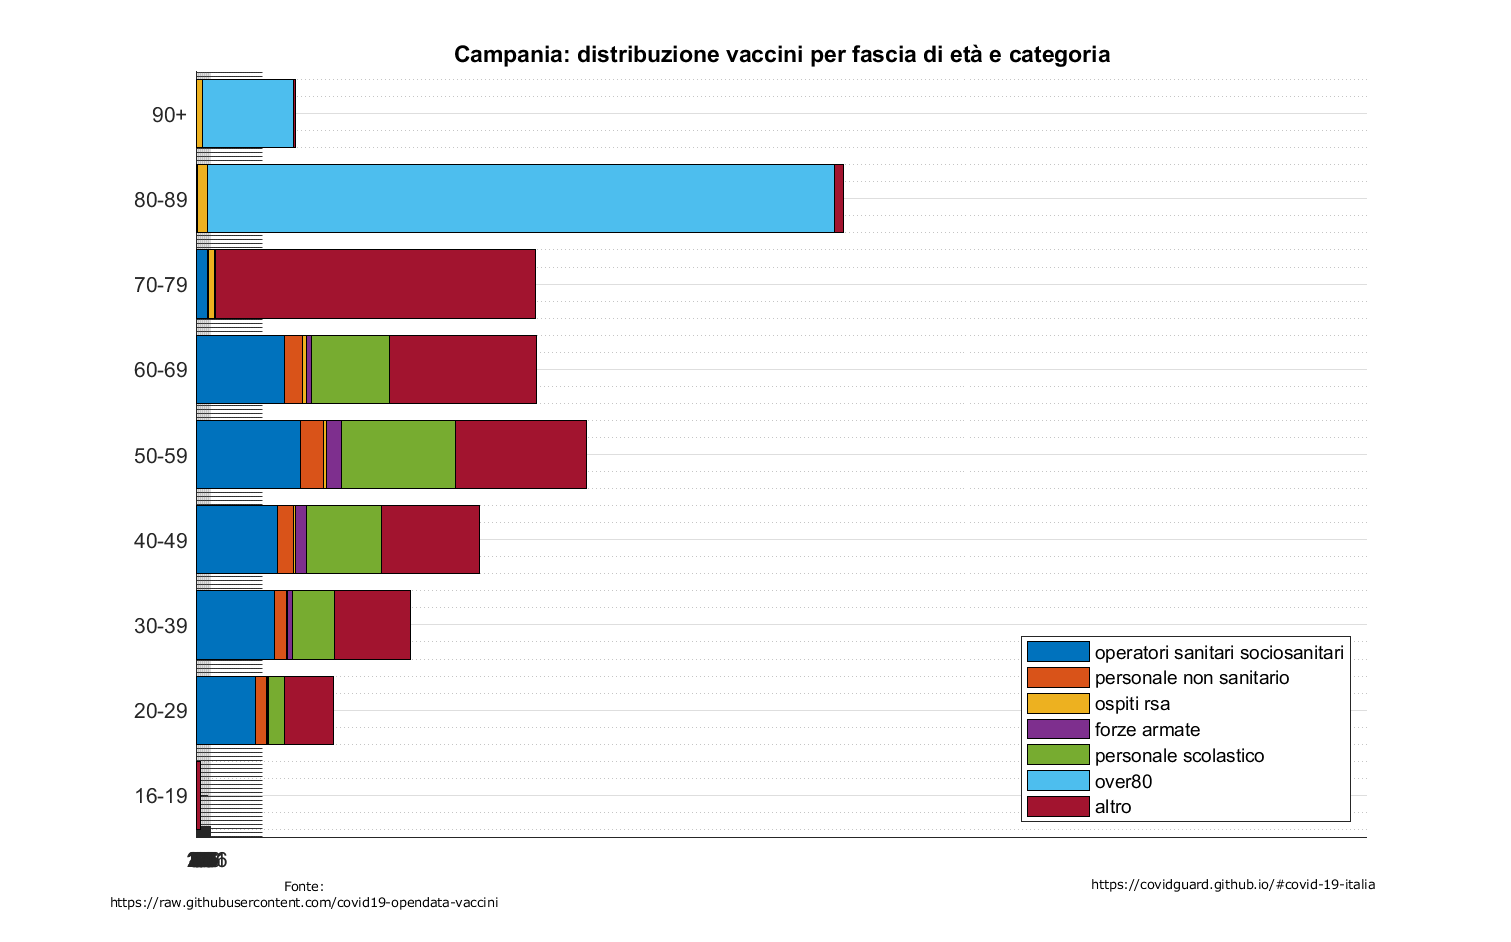 Campania: distribuzione vaccini per fascia di età e categoria
90+
80-89
70-79
60-69
50-59
40-49
30-39
20-29
16-19
operatori sanitari sociosanitari
personale non sanitario
ospiti rsa
forze armate
personale scolastico
over80
altro
Fonte:
https://raw.githubusercontent.com/covid19-opendata-vaccini
https://covidguard.github.io/#covid-19-italia